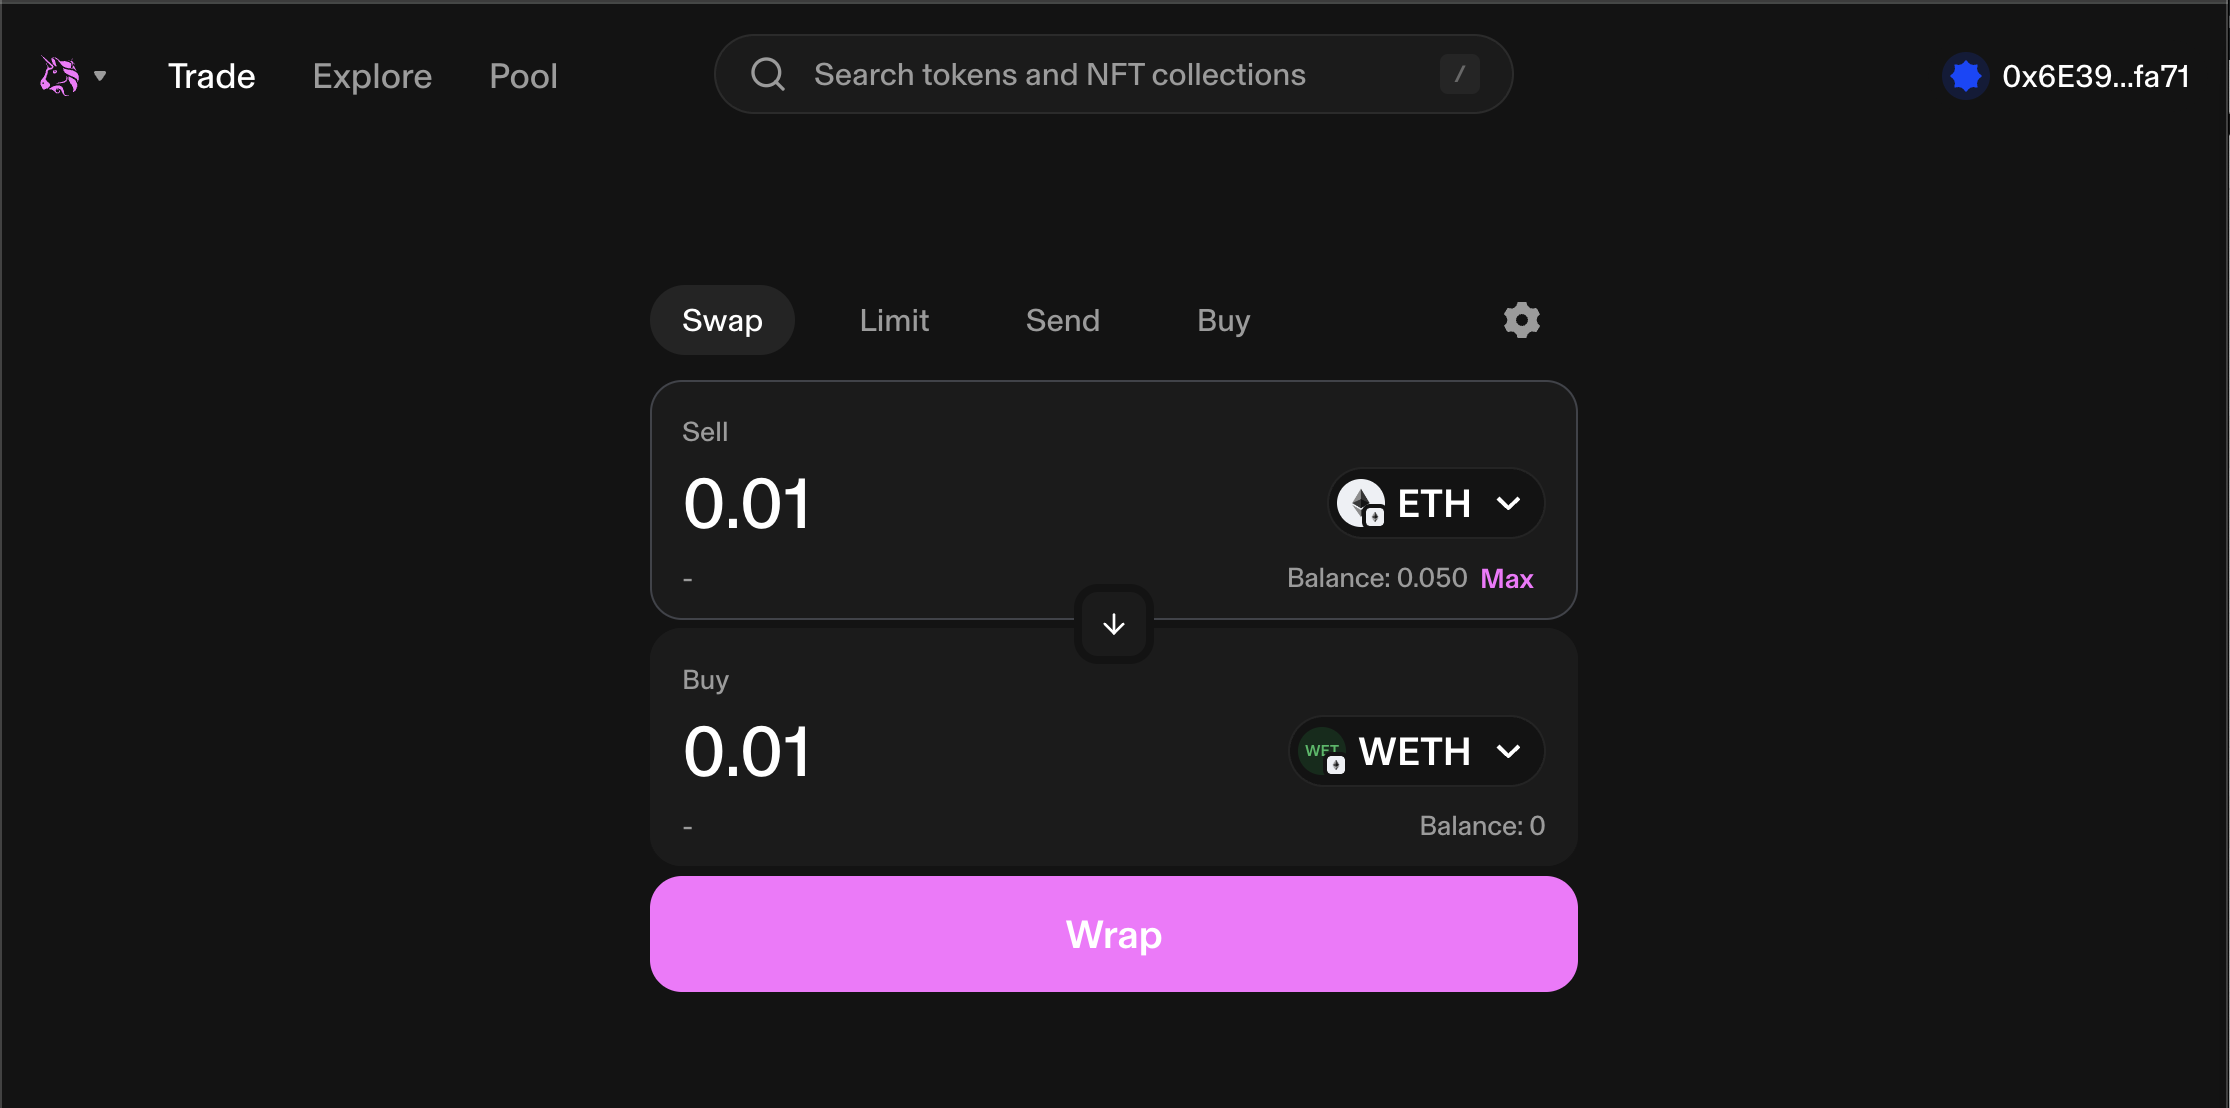 Trade Explore Pool
Search tokens and NFT collections /
0x6E39...fa71
Swap Limit Send Buy
Sell
0.01 ETH
- Balance: 0.050 Max
Buy
0.01 WET WETH
- Balance: 0
Wrap